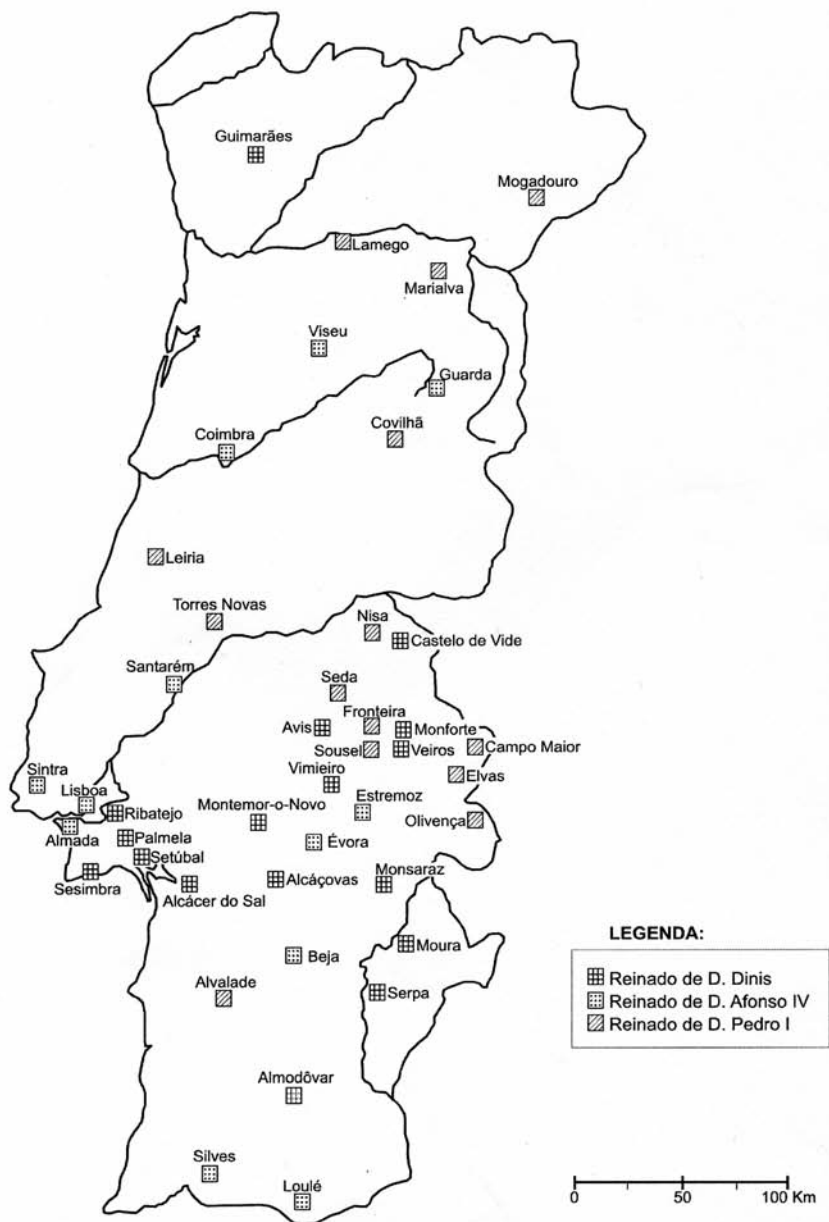 Guimarães
Mogadouro
Lamego
Marialva
Viseu
Guarda
Covilhã
Coimbra
Leiria
Torres Novas
Nisa
Castelo de Vide
Santarém
Seda
Fronteira
Avis
Monforte
Sousel
Veiros
Campo Maior
Sintra
Vimieiro
Elvas
Lisboa
Estremoz
Ribatejo
Montemor-o-Novo
Olivença
Almada
Palmela
Évora
Setúbal
Monsaraz
Sesimbra
Alcáçovas
Alcácer do Sal
LEGENDA:
Moura
Beja
Reinado de D. Dinis
Alvalade
Serpa
Reinado de D. Afonso IV
Reinado de D. Pedro I
Almodôvar
Silves
Loulé
0 50 100 Km